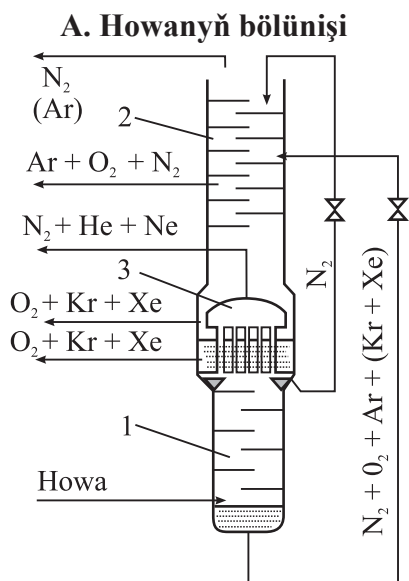 A. Howanyň bölünişi
N₂
(Ar)
2
Ar + O₂ + N₂
N₂ + He + Ne
3
O₂ + Kr + Xe
O₂ + Kr + Xe
1
Howa
N₂
N₂ + 0₂ + Ar + (Kr + Xe)